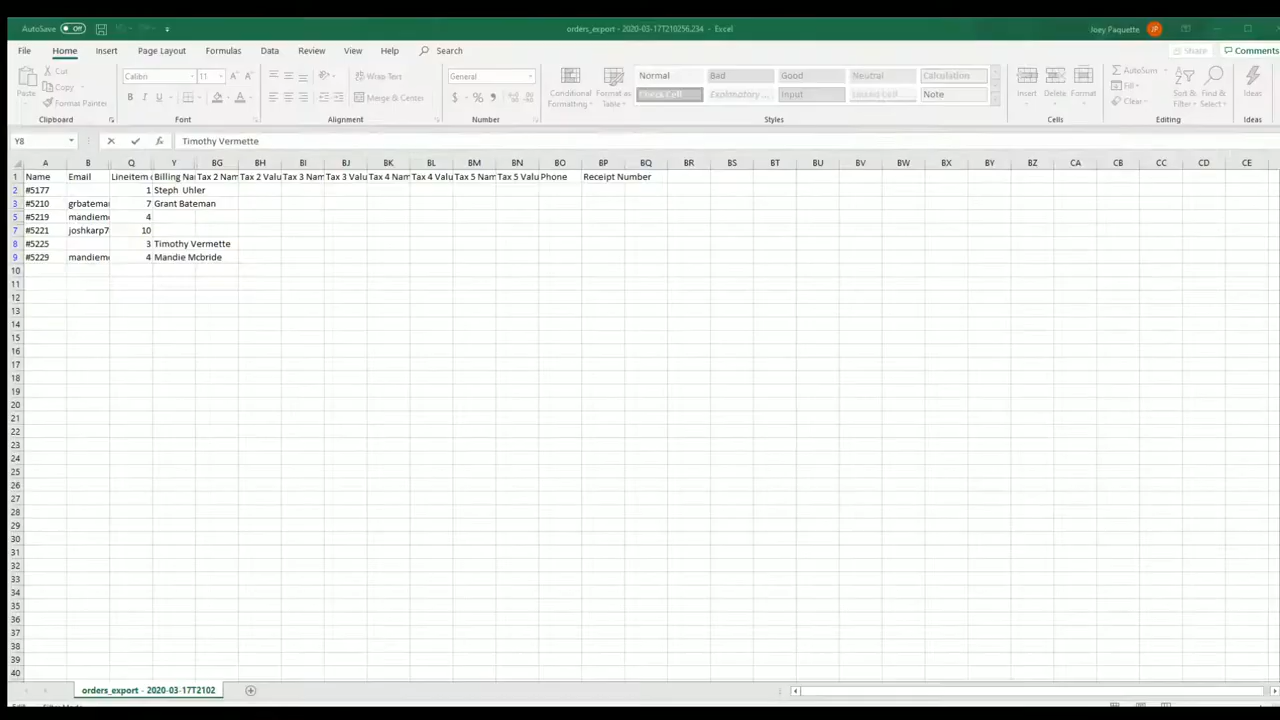 AutoSave Off
orders_export - 2020-03-17T210256.234 - Excel
Joey Paquette JP
File Home Insert Page Layout Formulas Data Review View Help Search
Share Comments
Paste
Cut
Copy
Format Painter
Clipboard
Calibri 11
B I U
Font
Wrap Text
Merge & Center
Alignment
General
$ %
Number
Conditional Formatting
Format as Table
Normal Bad Good Neutral Calculation
Check Cell Explanatory ... Input Linked Cell Note
Styles
Insert Delete Format
Cells
AutoSum
Fill
Clear
Sort & Filter
Find & Select
Editing
Ideas
Ideas
Y8 fx Timothy Vermette
A B Q Y BG BH BI BJ BK BL BM BN BO BP BQ BR BS BT BU BV BW BX BY BZ CA CB CC CD CE
1 Name Email Lineitem Billing Na Tax 2 Nam Tax 2 Valu Tax 3 Nam Tax 3 Valu Tax 4 Nam Tax 4 Valu Tax 5 Nam Tax 5 Valu Phone Receipt Number
2 #5177 1 Steph Uhler
3 #5210 grbatema 7 Grant Bateman
5 #5219 mandiem 4
7 #5221 joshkarp7 10
8 #5225 3 Timothy Vermette
9 #5229 mandiem 4 Mandie Mcbride
10
11
12
13
14
15
16
17
18
19
20
21
22
23
24
25
26
27
28
29
30
31
32
33
34
35
36
37
38
39
40
orders_export - 2020-03-17T2102